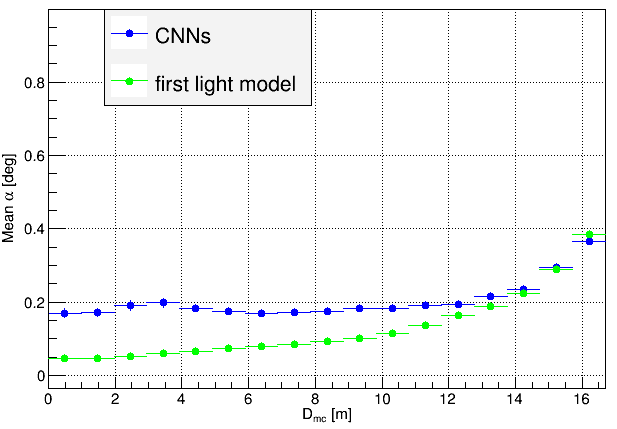 CNNs
first light model
Mean α [deg]
0.8
0.6
0.4
0.2
0
0 2 4 6 8 10 12 14 16
D_mc [m]